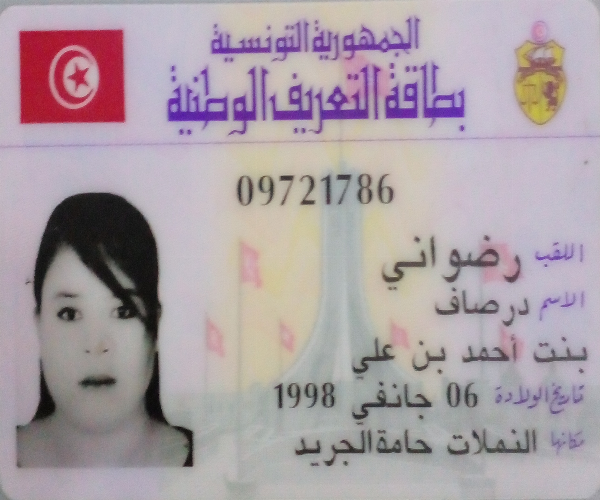 الجمهورية التونسية
بطاقة التعريف الوطنية
09721786
اللقب رضواني
الاسم درصاف
بنت أحمد بن علي
تاريخ الولادة 06 جانفي 1998
مكانها النملات حامة الجريد